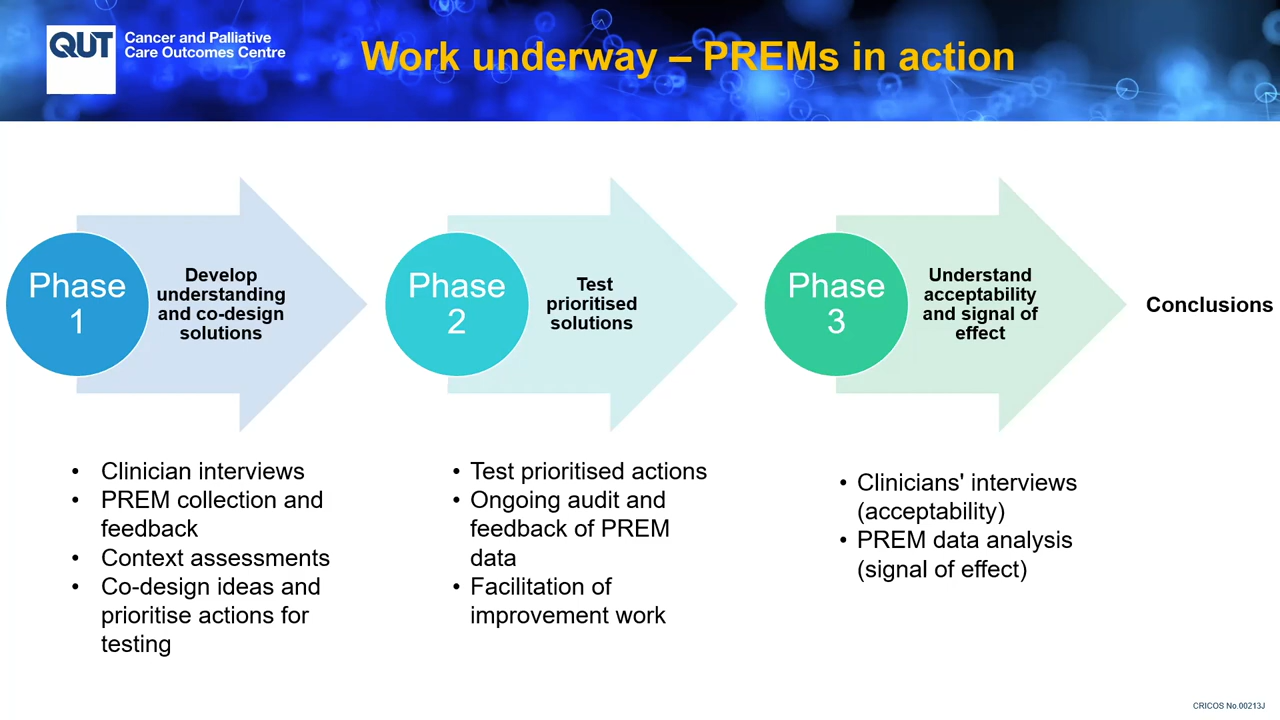 QUT
Cancer and Palliative
Care Outcomes Centre
Work underway – PREMs in action
Phase
1
Develop
understanding
and co-design
solutions
Phase
2
Test
prioritised
solutions
Phase
3
Understand
acceptability
and signal of
effect
Conclusions
• Clinician interviews
• PREM collection and
feedback
• Context assessments
• Co-design ideas and
prioritise actions for
testing
• Test prioritised actions
• Ongoing audit and
feedback of PREM
data
• Facilitation of
improvement work
• Clinicians' interviews
(acceptability)
• PREM data analysis
(signal of effect)
CRICOS No.00213J